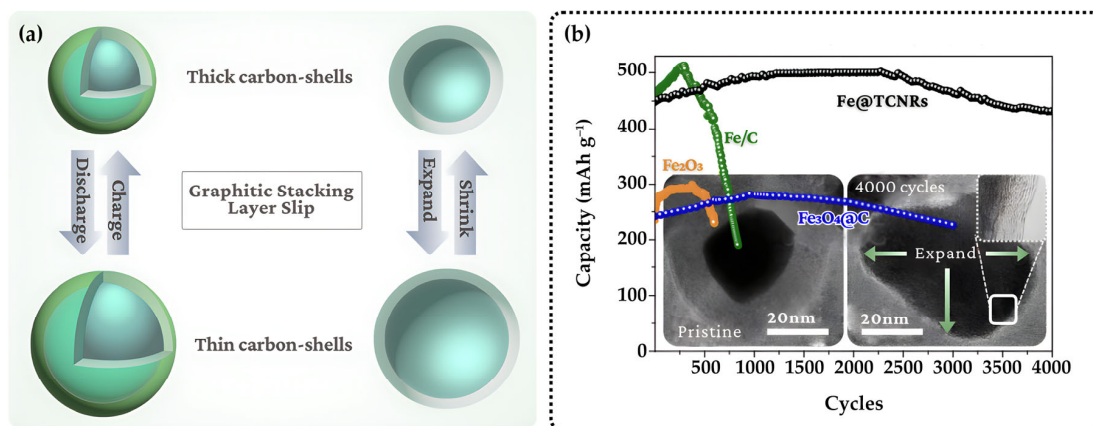 (a)
Thick carbon-shells
Discharge
Charge
Graphitic Stacking
Layer Slip
Expand
Shrink
Thin carbon-shells
(b)
Capacity (mAh g⁻¹)
500
400
300
200
100
0
Fe@TCNRs
Fe/C
Fe₂O₃
4000 cycles
Fe₃O₄@C
Expand
Pristine
20nm
20nm
500
1000
1500
2000
2500
3000
3500
4000
Cycles